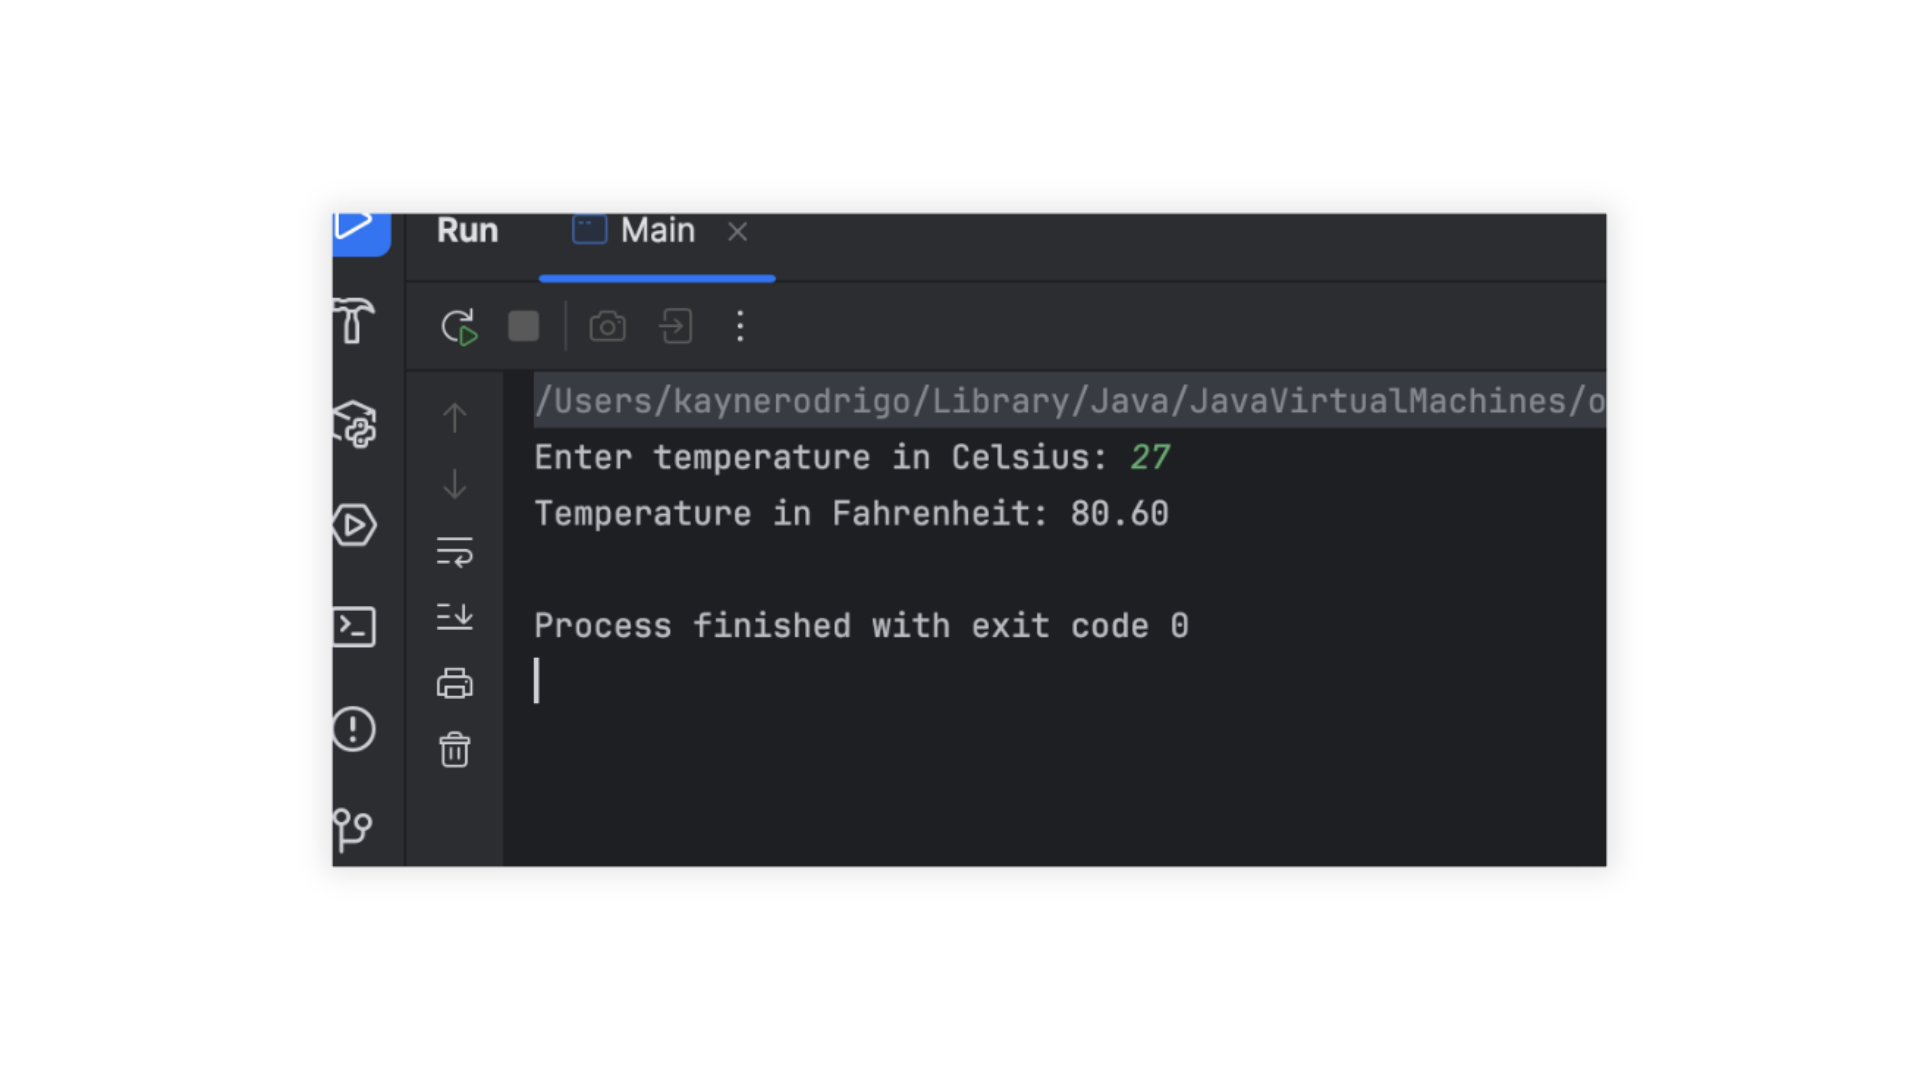 Run Main
/Users/kaynerodrigo/Library/Java/JavaVirtualMachines/o
Enter temperature in Celsius: 27
Temperature in Fahrenheit: 80.60
Process finished with exit code 0